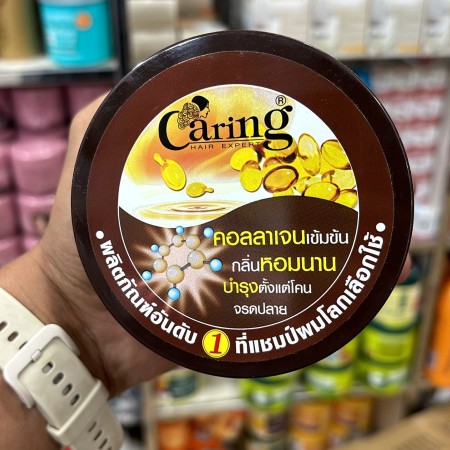 Caring®
HAIR EXPERT
คอลลาเจนเข้มข้น
กลิ่นหอมนาน
บำรุงตั้งแต่โคน
จรดปลาย
• ผลิตภัณฑ์อันดับ 1 ที่แชมป์ผมโลกเลือกใช้ •